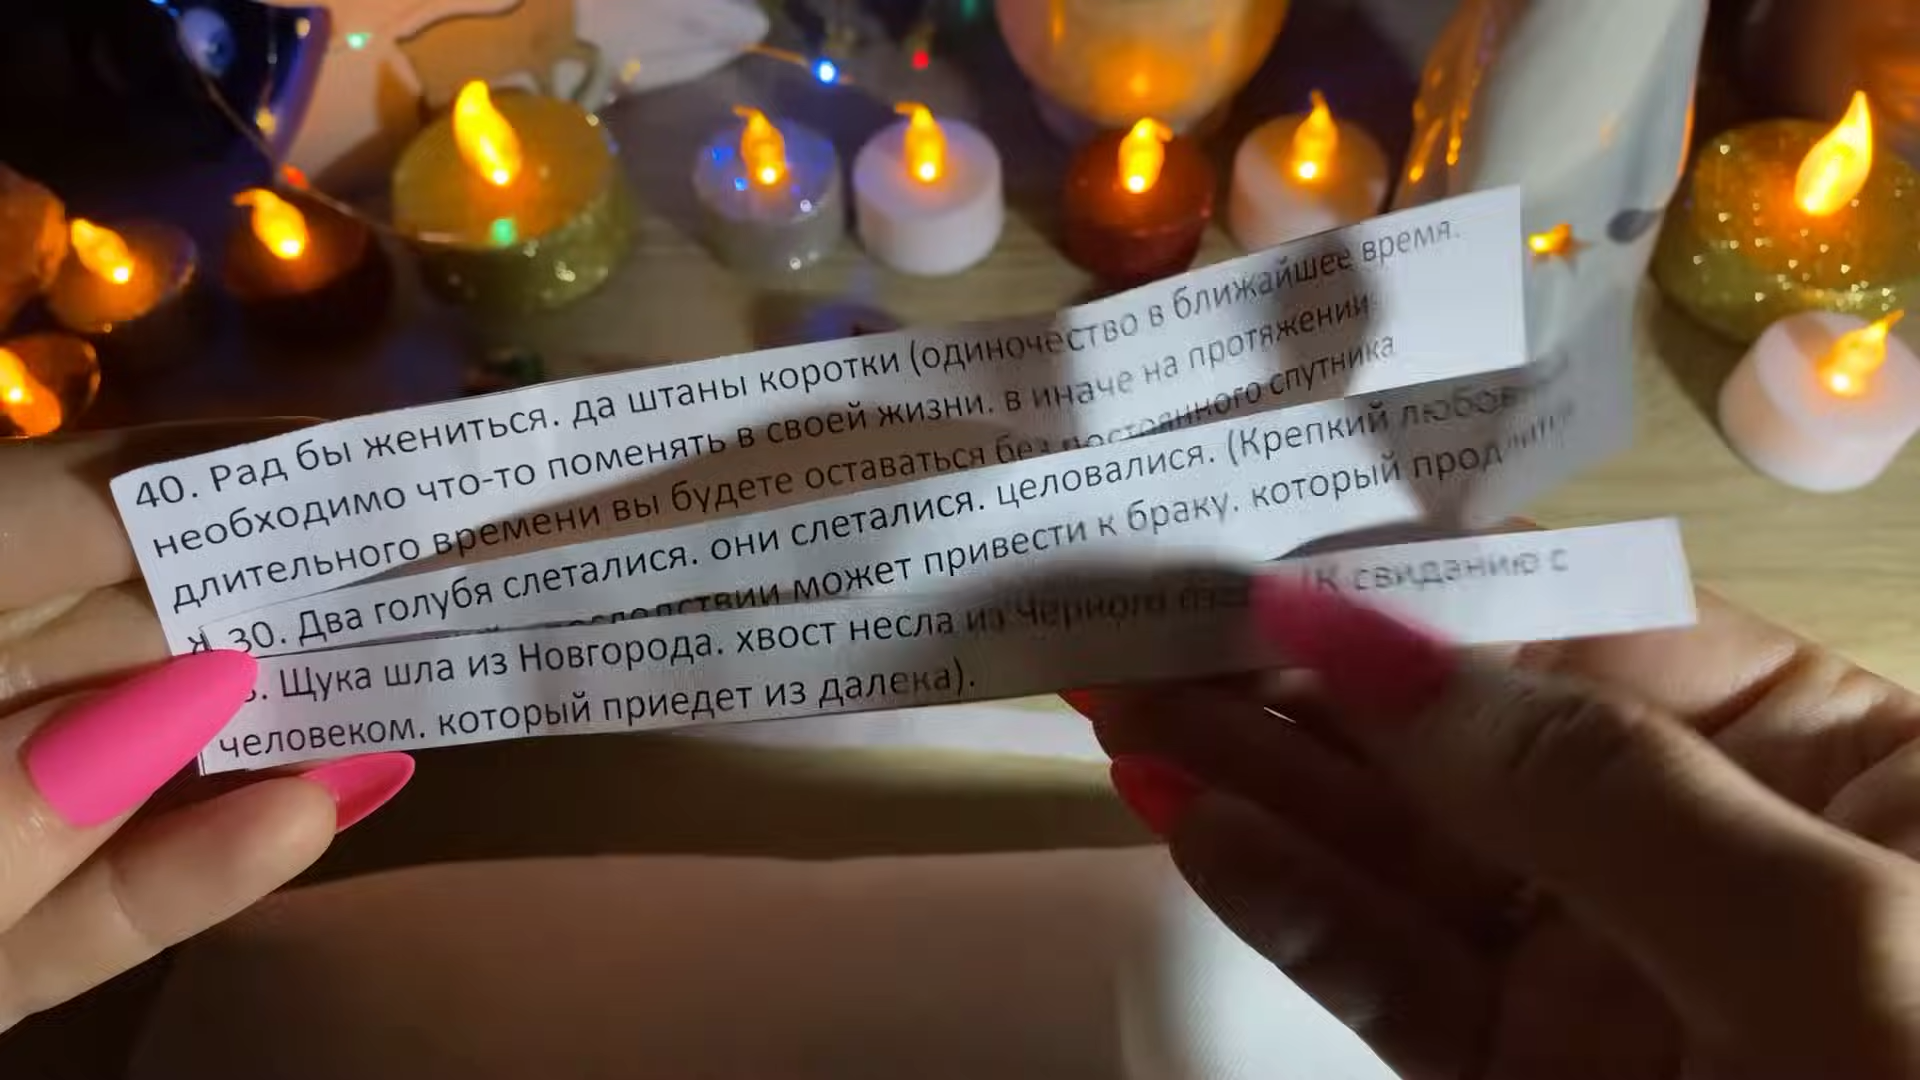 40. Рад бы жениться. да штаны коротки (одиночество в ближайшее время.
необходимо что-то поменять в своей жизни. в иначе на протяжении
длительного времени вы будете оставаться без постоянного спутника
30. Два голубя слеталися. они слеталися. целовалися. (Крепкий
может привести к браку. который
Щука шла из Новгорода. хвост несла из Черного (К свиданию с
человеком. который приедет из далека).